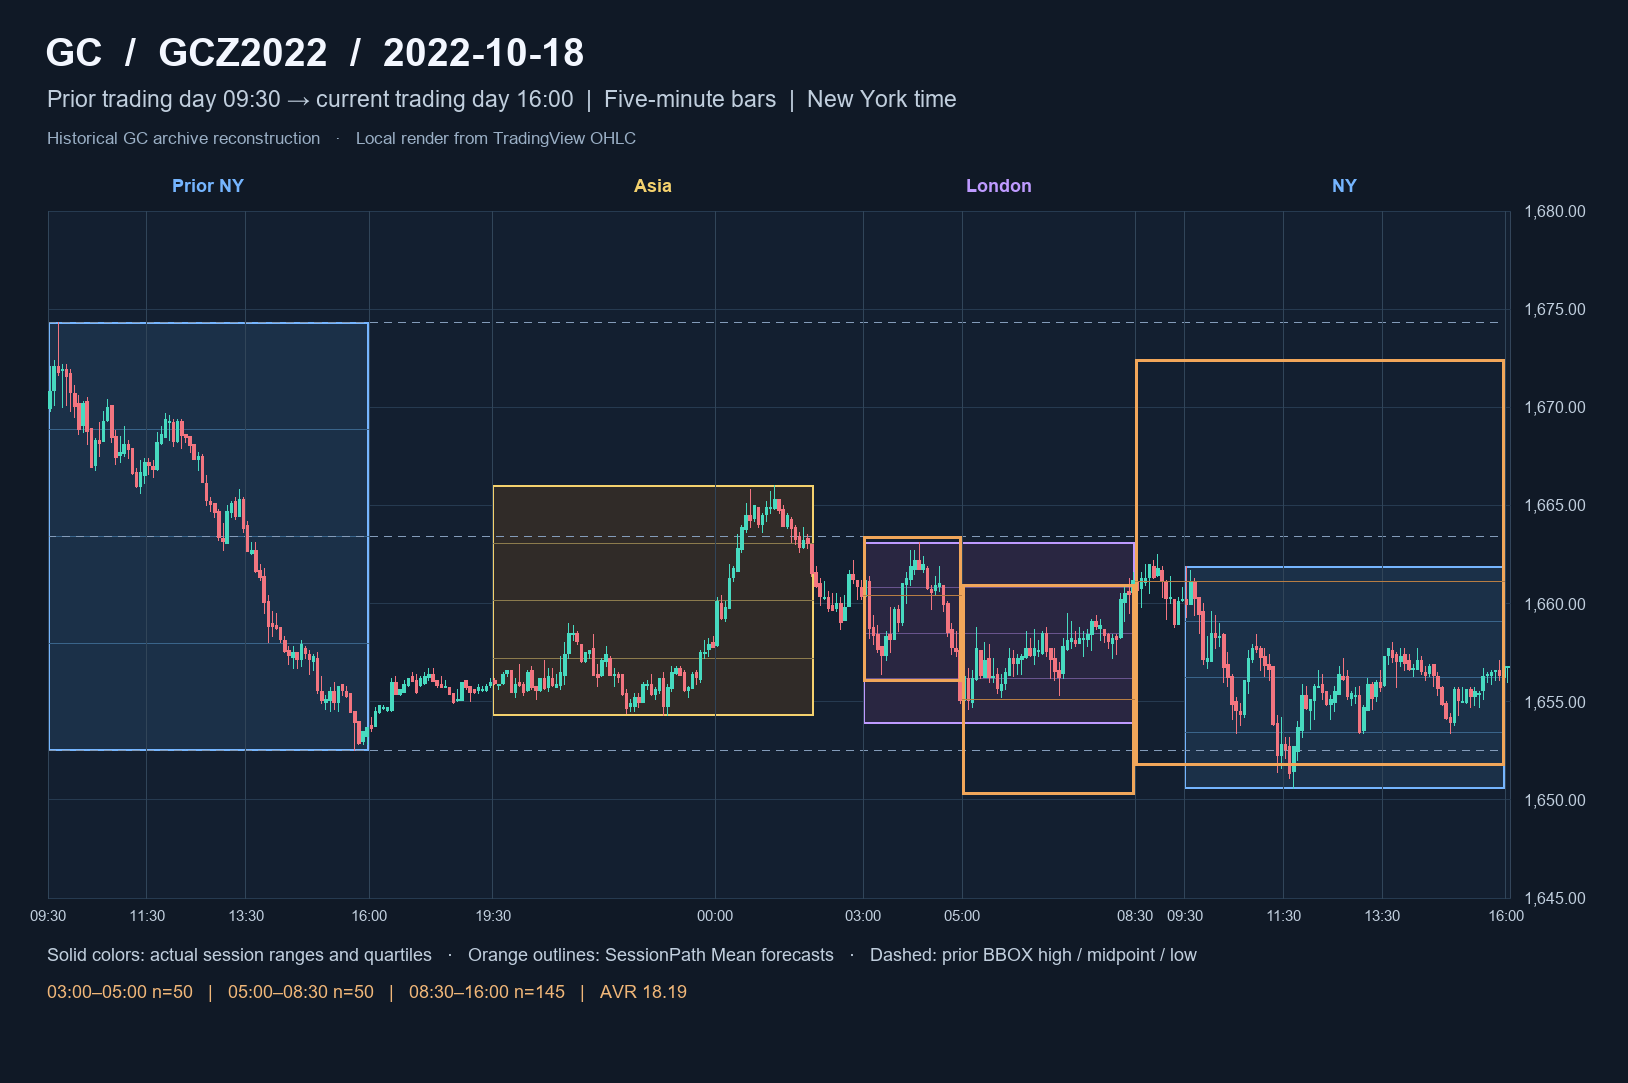 GC / GCZ2022 / 2022-10-18
Prior trading day 09:30 → current trading day 16:00 | Five-minute bars | New York time
Historical GC archive reconstruction · Local render from TradingView OHLC
Prior NY Asia London NY
1,680.00
1,675.00
1,670.00
1,665.00
1,660.00
1,655.00
1,650.00
1,645.00
09:30 11:30 13:30 16:00 19:30 00:00 03:00 05:00 08:30 09:30 11:30 13:30 16:00
Solid colors: actual session ranges and quartiles · Orange outlines: SessionPath Mean forecasts · Dashed: prior BBOX high / midpoint / low
03:00–05:00 n=50 | 05:00–08:30 n=50 | 08:30–16:00 n=145 | AVR 18.19